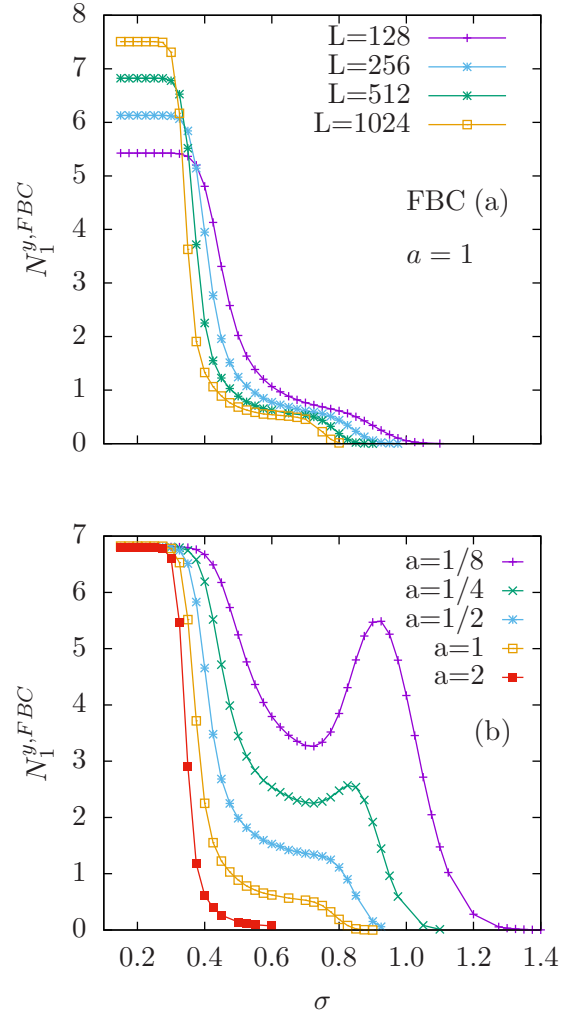 8
7
6
5
4
3
2
1
0
N₁^{y,FBC}
L=128
L=256
L=512
L=1024
FBC (a)
a = 1
7
6
5
4
3
2
1
0
N₁^{y,FBC}
a=1/8
a=1/4
a=1/2
a=1
a=2
(b)
0.2 0.4 0.6 0.8 1.0 1.2 1.4
σ